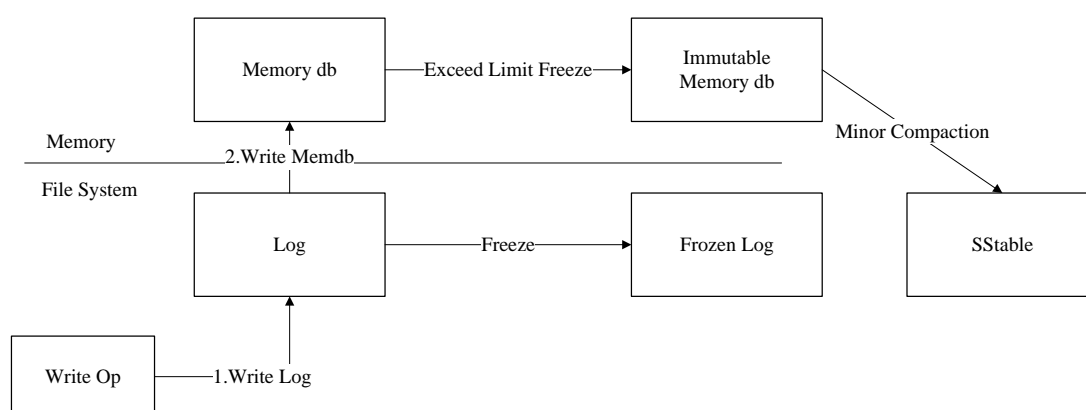 Memory db
Exceed Limit Freeze
Immutable
Memory db
Minor Compaction
Memory
2.Write Memdb
File System
Log
Freeze
Frozen Log
SStable
Write Op
1.Write Log